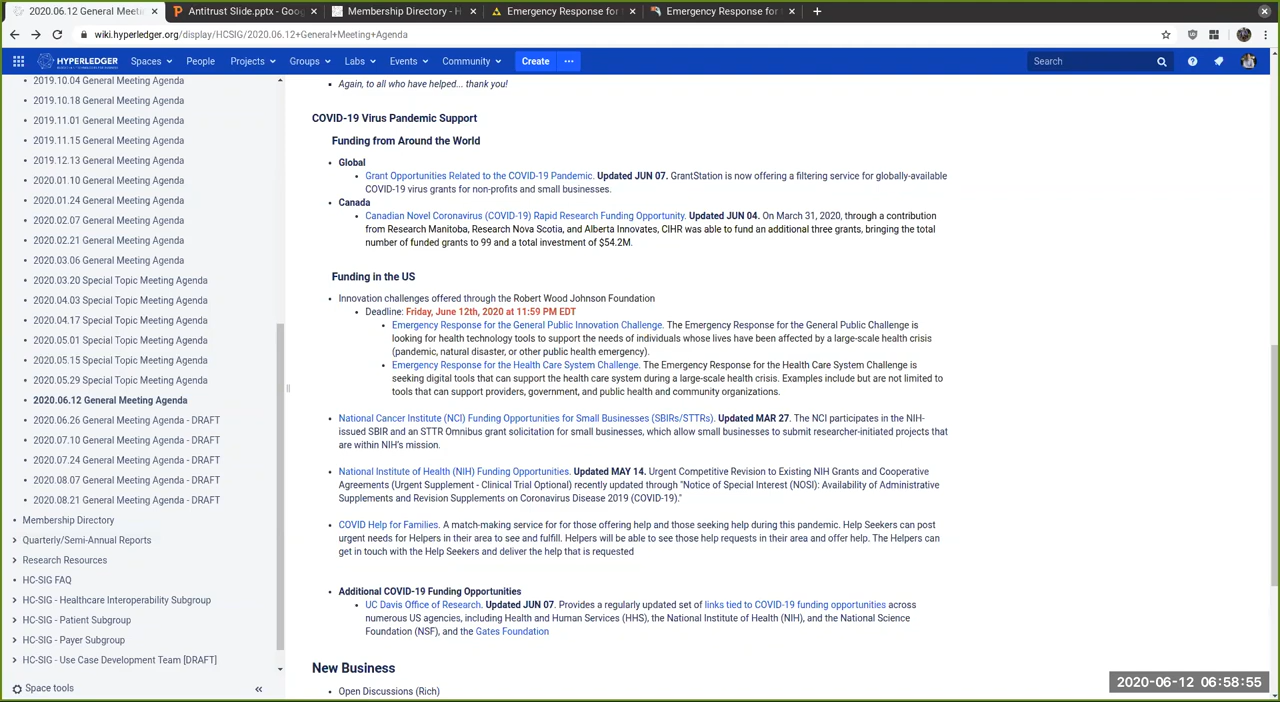 2020.06.12 General Meeti
Antitrust Slide.pptx - Goog
Membership Directory - H
Emergency Response for
Emergency Response for
wiki.hyperledger.org/display/HCSIG/2020.06.12+General+Meeting+Agenda
HYPERLEDGER
Spaces
People
Projects
Groups
Labs
Events
Community
Create
Search
2019.10.04 General Meeting Agenda
2019.10.18 General Meeting Agenda
2019.11.01 General Meeting Agenda
2019.11.15 General Meeting Agenda
2019.12.13 General Meeting Agenda
2020.01.10 General Meeting Agenda
2020.01.24 General Meeting Agenda
2020.02.07 General Meeting Agenda
2020.02.21 General Meeting Agenda
2020.03.06 General Meeting Agenda
2020.03.20 Special Topic Meeting Agenda
2020.04.03 Special Topic Meeting Agenda
2020.04.17 Special Topic Meeting Agenda
2020.05.01 Special Topic Meeting Agenda
2020.05.15 Special Topic Meeting Agenda
2020.05.29 Special Topic Meeting Agenda
2020.06.12 General Meeting Agenda
2020.06.26 General Meeting Agenda - DRAFT
2020.07.10 General Meeting Agenda - DRAFT
2020.07.24 General Meeting Agenda - DRAFT
2020.08.07 General Meeting Agenda - DRAFT
2020.08.21 General Meeting Agenda - DRAFT
Membership Directory
Quarterly/Semi-Annual Reports
Research Resources
HC-SIG FAQ
HC-SIG - Healthcare Interoperability Subgroup
HC-SIG - Patient Subgroup
HC-SIG - Payer Subgroup
HC-SIG - Use Case Development Team [DRAFT]
Space tools
Again, to all who have helped... thank you!
COVID-19 Virus Pandemic Support
Funding from Around the World
Global
Grant Opportunities Related to the COVID-19 Pandemic. Updated JUN 07. GrantStation is now offering a filtering service for globally-available
COVID-19 virus grants for non-profits and small businesses.
Canada
Canadian Novel Coronavirus (COVID-19) Rapid Research Funding Opportunity. Updated JUN 04. On March 31, 2020, through a contribution
from Research Manitoba, Research Nova Scotia, and Alberta Innovates, CIHR was able to fund an additional three grants, bringing the total
number of funded grants to 99 and a total investment of $54.2M.
Funding in the US
Innovation challenges offered through the Robert Wood Johnson Foundation
Deadline: Friday, June 12th, 2020 at 11:59 PM EDT
Emergency Response for the General Public Innovation Challenge. The Emergency Response for the General Public Challenge is
looking for health technology tools to support the needs of individuals whose lives have been affected by a large-scale health crisis
(pandemic, natural disaster, or other public health emergency).
Emergency Response for the Health Care System Challenge. The Emergency Response for the Health Care System Challenge is
seeking digital tools that can support the health care system during a large-scale health crisis. Examples include but are not limited to
tools that can support providers, government, and public health and community organizations.
National Cancer Institute (NCI) Funding Opportunities for Small Businesses (SBIRs/STTRs). Updated MAR 27. The NCI participates in the NIH-
issued SBIR and an STTR Omnibus grant solicitation for small businesses, which allow small businesses to submit researcher-initiated projects that
are within NIH's mission.
National Institute of Health (NIH) Funding Opportunities. Updated MAY 14. Urgent Competitive Revision to Existing NIH Grants and Cooperative
Agreements (Urgent Supplement - Clinical Trial Optional) recently updated through "Notice of Special Interest (NOSI): Availability of Administrative
Supplements and Revision Supplements on Coronavirus Disease 2019 (COVID-19)."
COVID Help for Families. A match-making service for for those offering help and those seeking help during this pandemic. Help Seekers can post
urgent needs for Helpers in their area to see and fulfill. Helpers will be able to see those help requests in their area and offer help. The Helpers can
get in touch with the Help Seekers and deliver the help that is requested
Additional COVID-19 Funding Opportunities
UC Davis Office of Research. Updated JUN 07. Provides a regularly updated set of links tied to COVID-19 funding opportunities across
numerous US agencies, including Health and Human Services (HHS), the National Institute of Health (NIH), and the National Science
Foundation (NSF), and the Gates Foundation
New Business
Open Discussions (Rich)
2020-06-12 06:58:55